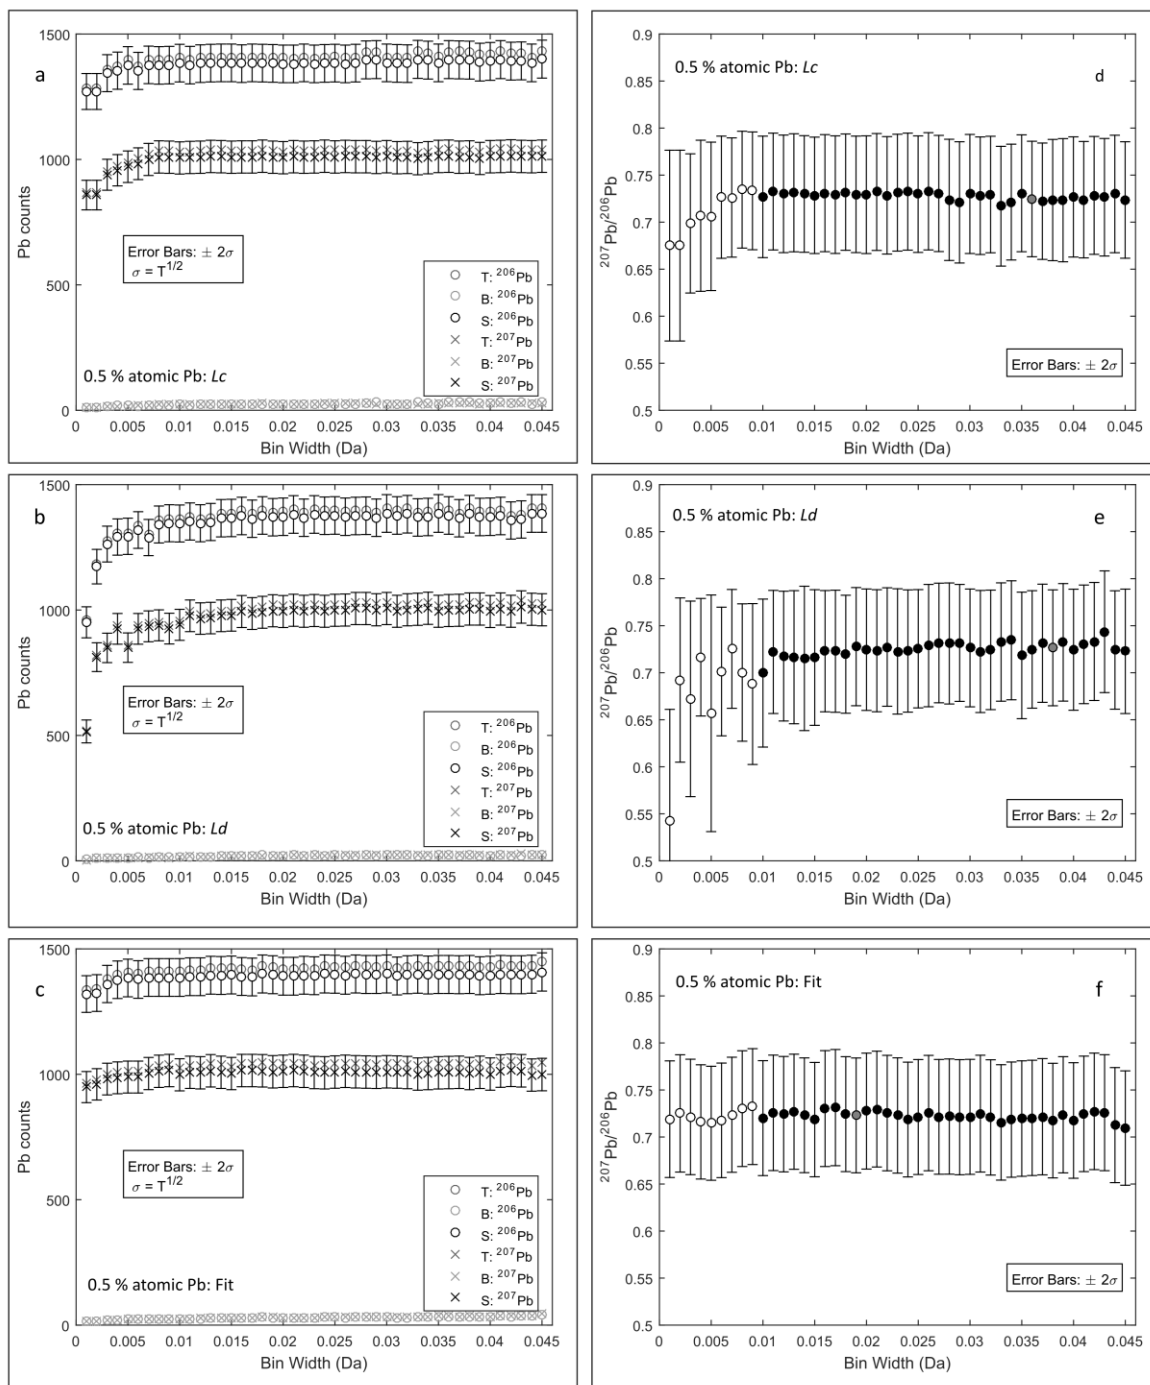 a
1500
1000
500
0
Pb counts
Error Bars: ± 2σ
σ = T^1/2
T: ²⁰⁶Pb
B: ²⁰⁶Pb
S: ²⁰⁶Pb
T: ²⁰⁷Pb
B: ²⁰⁷Pb
S: ²⁰⁷Pb
0.5 % atomic Pb: Lc
0 0.005 0.01 0.015 0.02 0.025 0.03 0.035 0.04 0.045
Bin Width (Da)
0.5 % atomic Pb: Lc
d
0.9
0.85
0.8
0.75
0.7
0.65
0.6
0.55
0.5
²⁰⁷Pb/²⁰⁶Pb
Error Bars: ± 2σ
0 0.005 0.01 0.015 0.02 0.025 0.03 0.035 0.04 0.045
Bin Width (Da)
b
1500
1000
500
0
Pb counts
Error Bars: ± 2σ
σ = T^1/2
T: ²⁰⁶Pb
B: ²⁰⁶Pb
S: ²⁰⁶Pb
T: ²⁰⁷Pb
B: ²⁰⁷Pb
S: ²⁰⁷Pb
0.5 % atomic Pb: Ld
0 0.005 0.01 0.015 0.02 0.025 0.03 0.035 0.04 0.045
Bin Width (Da)
0.5 % atomic Pb: Ld
e
0.9
0.85
0.8
0.75
0.7
0.65
0.6
0.55
0.5
²⁰⁷Pb/²⁰⁶Pb
Error Bars: ± 2σ
0 0.005 0.01 0.015 0.02 0.025 0.03 0.035 0.04 0.045
Bin Width (Da)
c
1500
1000
500
0
Pb counts
Error Bars: ± 2σ
σ = T^1/2
T: ²⁰⁶Pb
B: ²⁰⁶Pb
S: ²⁰⁶Pb
T: ²⁰⁷Pb
B: ²⁰⁷Pb
S: ²⁰⁷Pb
0.5 % atomic Pb: Fit
0 0.005 0.01 0.015 0.02 0.025 0.03 0.035 0.04 0.045
Bin Width (Da)
0.5 % atomic Pb: Fit
f
0.9
0.85
0.8
0.75
0.7
0.65
0.6
0.55
0.5
²⁰⁷Pb/²⁰⁶Pb
Error Bars: ± 2σ
0 0.005 0.01 0.015 0.02 0.025 0.03 0.035 0.04 0.045
Bin Width (Da)